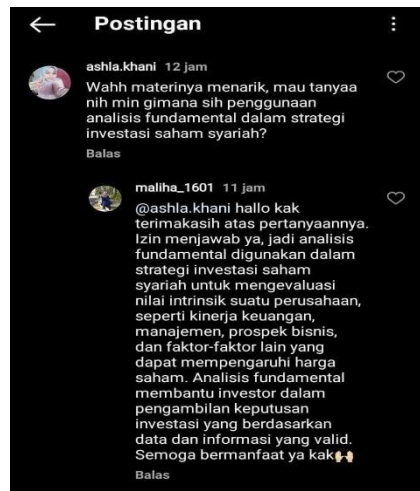 Postingan
ashla.khani 12 jam
Wahh materinya menarik, mau tanyaa
nih min gimana sih penggunaan
analisis fundamental dalam strategi
investasi saham syariah?
Balas
maliha_1601 11 jam
@ashla.khani hallo kak
terimakasih atas pertanyaannya.
Izin menjawab ya, jadi analisis
fundamental digunakan dalam
strategi investasi saham
syariah untuk mengevaluasi
nilai intrinsik suatu perusahaan,
seperti kinerja keuangan,
manajemen, prospek bisnis,
dan faktor-faktor lain yang
dapat mempengaruhi harga
saham. Analisis fundamental
membantu investor dalam
pengambilan keputusan
investasi yang berdasarkan
data dan informasi yang valid.
Semoga bermanfaat ya kak🙌🏻
Balas